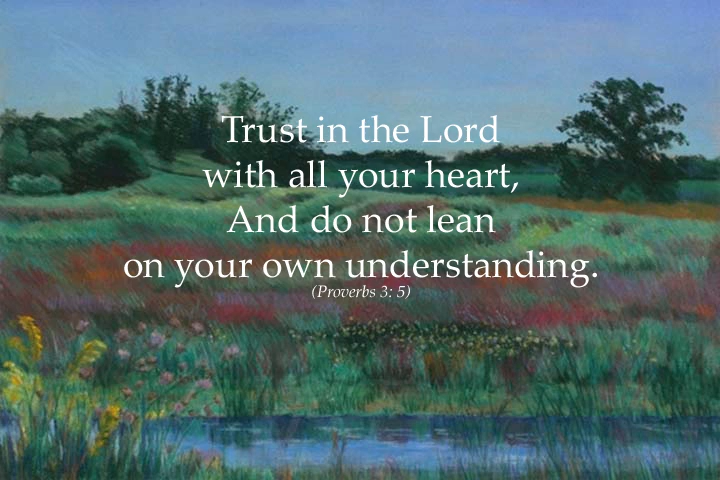 Trust in the Lord
with all your heart,
And do not lean
on your own understanding.
(Proverbs 3: 5)